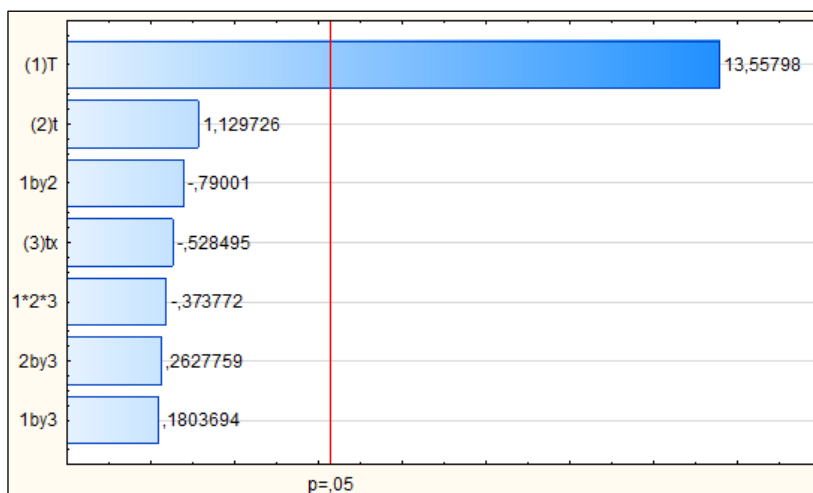 (1)T 13,55798
(2)t 1,129726
1by2 -,79001
(3)tx -,528495
1*2*3 -,373772
2by3 ,2627759
1by3 ,1803694
p=,05